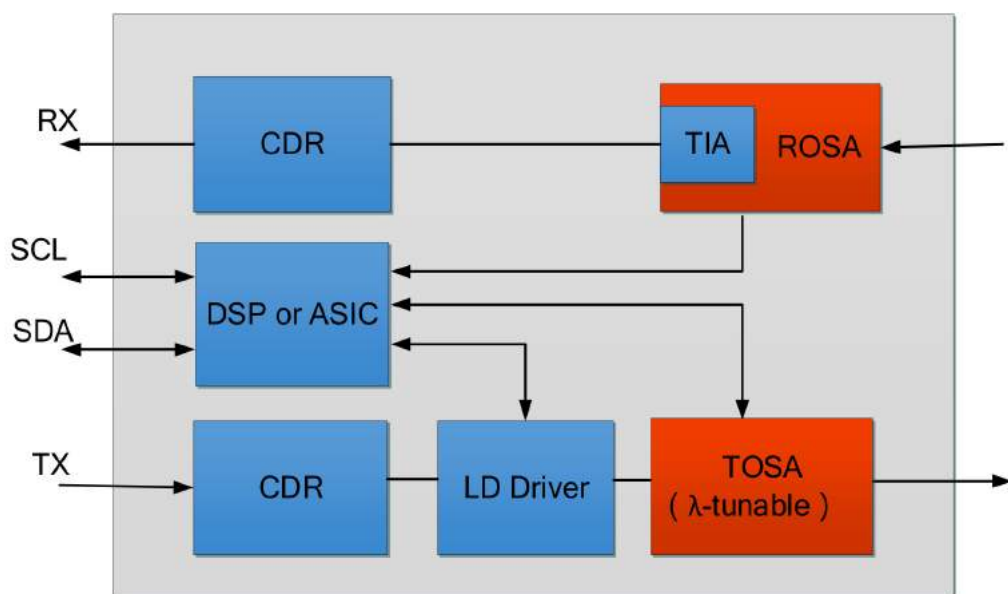 RX
CDR
TIA
ROSA
SCL
DSP or ASIC
SDA
TX
CDR
LD Driver
TOSA
( λ-tunable )